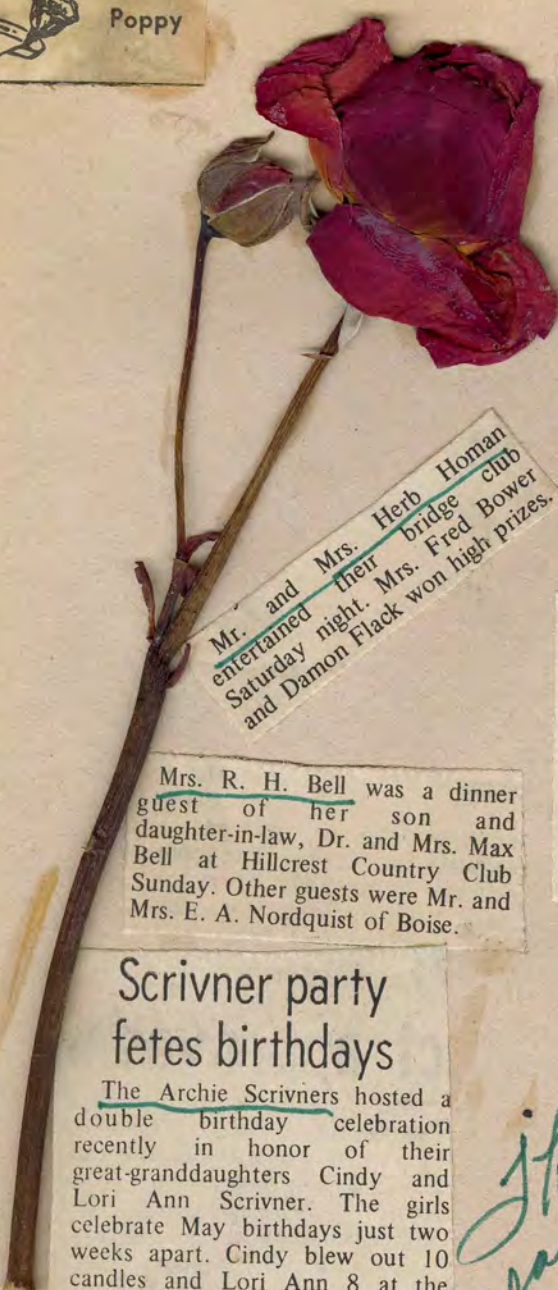 Poppy
Mr. and Mrs. Herb Homan
entertained their bridge club
Saturday night. Mrs. Fred Bower
and Damon Flack won high prizes.
Mrs. R. H. Bell was a dinner
guest of her son and
daughter-in-law, Dr. and Mrs. Max
Bell at Hillcrest Country Club
Sunday. Other guests were Mr. and
Mrs. E. A. Nordquist of Boise.
Scrivner party
fetes birthdays
The Archie Scrivners hosted a
double birthday celebration
recently in honor of their
great-granddaughters Cindy and
Lori Ann Scrivner. The girls
celebrate May birthdays just two
weeks apart. Cindy blew out 10
candles and Lori Ann 8 at the